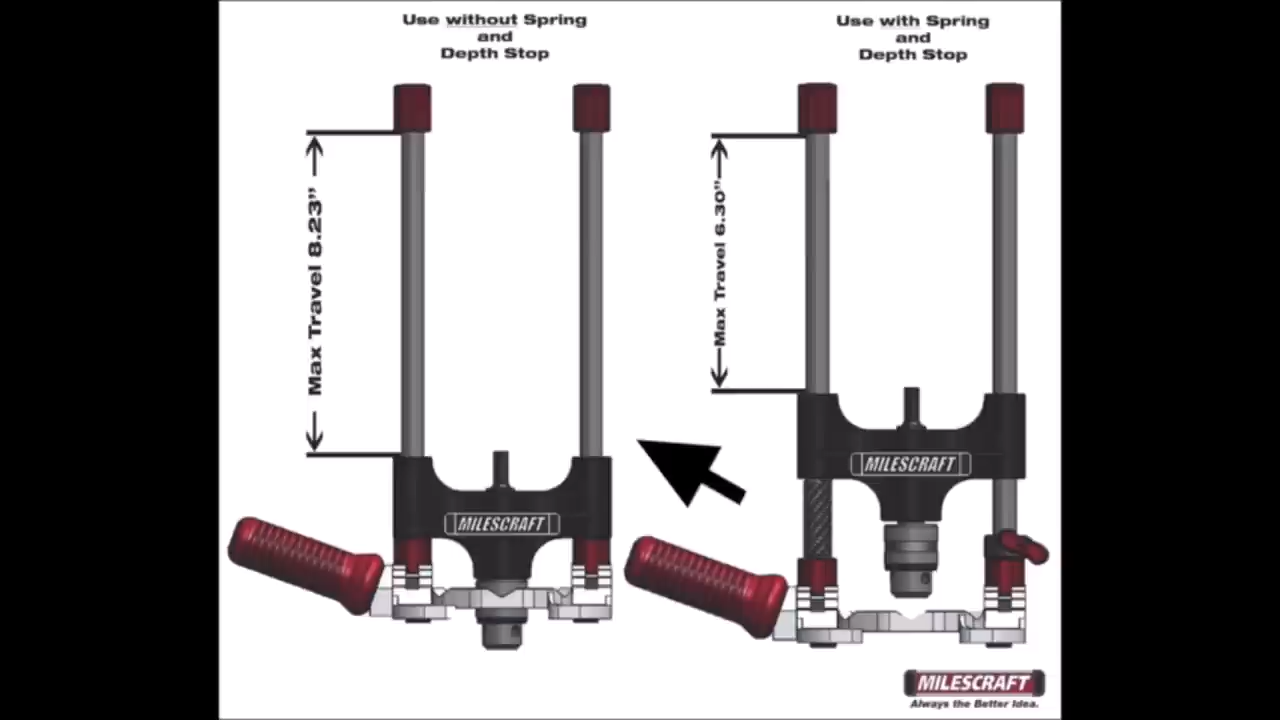 Use without Spring
and
Depth Stop
Use with Spring
and
Depth Stop
Max Travel 8.23”
Max Travel 6.30”
MILESCRAFT
MILESCRAFT
MILESCRAFT
Always the Better Idea.